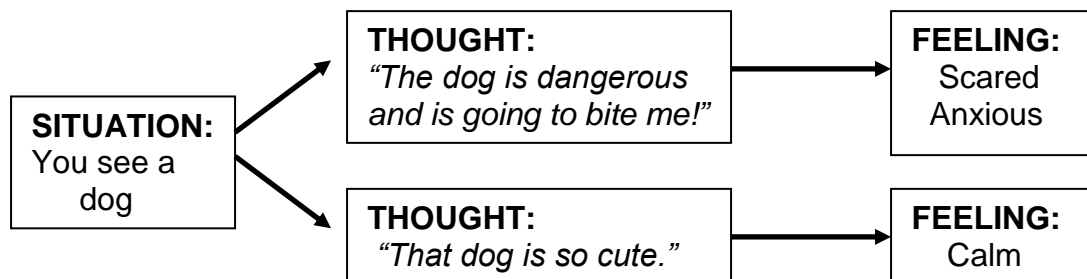 SITUATION:
You see a
dog
THOUGHT:
“The dog is dangerous
and is going to bite me!”
FEELING:
Scared
Anxious
THOUGHT:
“That dog is so cute.”
FEELING:
Calm